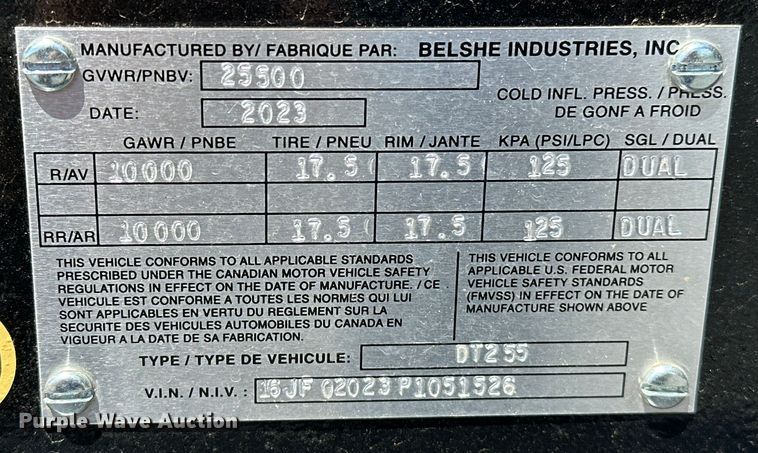 MANUFACTURED BY/ FABRIQUE PAR: BELSHE INDUSTRIES, INC
GVWR/PNBV: 25500
COLD INFL. PRESS. / PRESS.
DATE: 2023
DE GONF A FROID
GAWR / PNBE TIRE / PNEU RIM / JANTE KPA (PSI/LPC) SGL / DUAL
R/AV 10000 17.5 17.5 125 DUAL
RR/AR 10000 17.5 17.5 125 DUAL
THIS VEHICLE CONFORMS TO ALL APPLICABLE STANDARDS
PRESCRIBED UNDER THE CANADIAN MOTOR VEHICLE SAFETY
REGULATIONS IN EFFECT ON THE DATE OF MANUFACTURE. / CE
VEHICULE EST CONFORME A TOUTES LES NORMES QUI LUI
SONT APPLICABLES EN VERTU DU REGLEMENT SUR LA
SECURITE DES VEHICULES AUTOMOBILES DU CANADA EN
VIGUEUR A LA DATE DE SA FABRICATION.
THIS VEHICLE CONFORMS TO ALL
APPLICABLE U.S. FEDERAL MOTOR
VEHICLE SAFETY STANDARDS
(FMVSS) IN EFFECT ON THE DATE OF
MANUFACTURE SHOWN ABOVE
TYPE / TYPE DE VEHICULE: DT255
V.I.N. / N.I.V. : 16JF02023P1051526
Purple Wave Auction